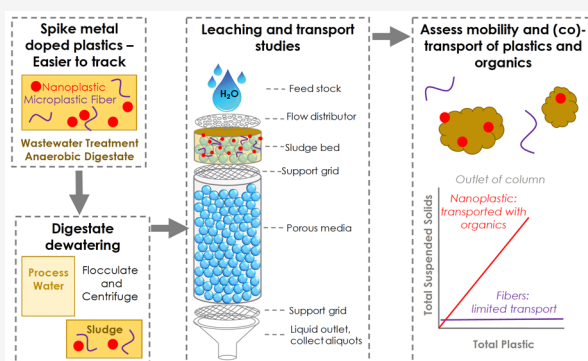 Spike metal
doped plastics –
Easier to track
Nanoplastic
Microplastic Fiber
Wastewater Treatment
Anaerobic Digestate
Digestate
dewatering
Process
Water
Flocculate
and
Centrifuge
Sludge
Leaching and transport
studies
H₂O
Feed stock
Flow distributor
Sludge bed
Support grid
Porous media
Support grid
Liquid outlet,
collect aliquots
Assess mobility and (co)-
transport of plastics and
organics
Outlet of column
Nanoplastic:
transported with
organics
Fibers:
limited transport
Total Suspended Solids
Total Plastic